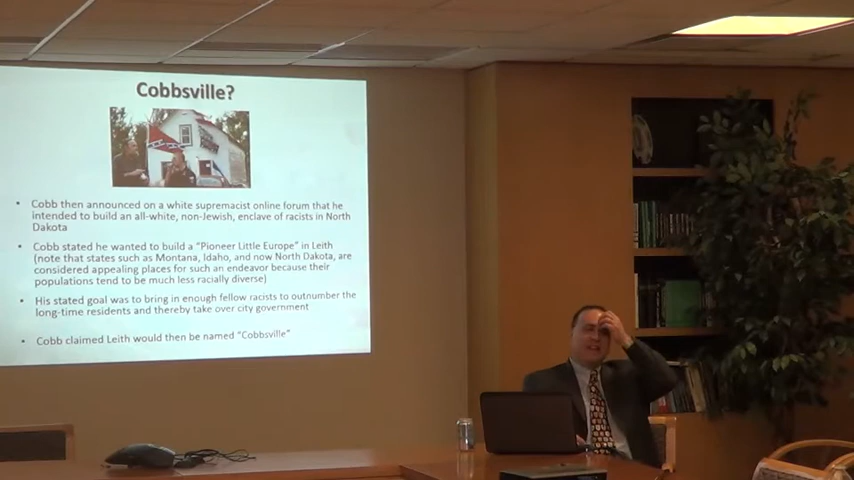 Cobbsville?
• Cobb then announced on a white supremacist online forum that he
intended to build an all-white, non-Jewish, enclave of racists in North
Dakota
• Cobb stated he wanted to build a "Pioneer Little Europe" in Leith
(note that states such as Montana, Idaho, and now North Dakota, are
considered appealing places for such an endeavor because their
populations tend to be much less racially diverse)
• His stated goal was to bring in enough fellow racists to outnumber the
long-time residents and thereby take over city government
• Cobb claimed Leith would then be named "Cobbsville"